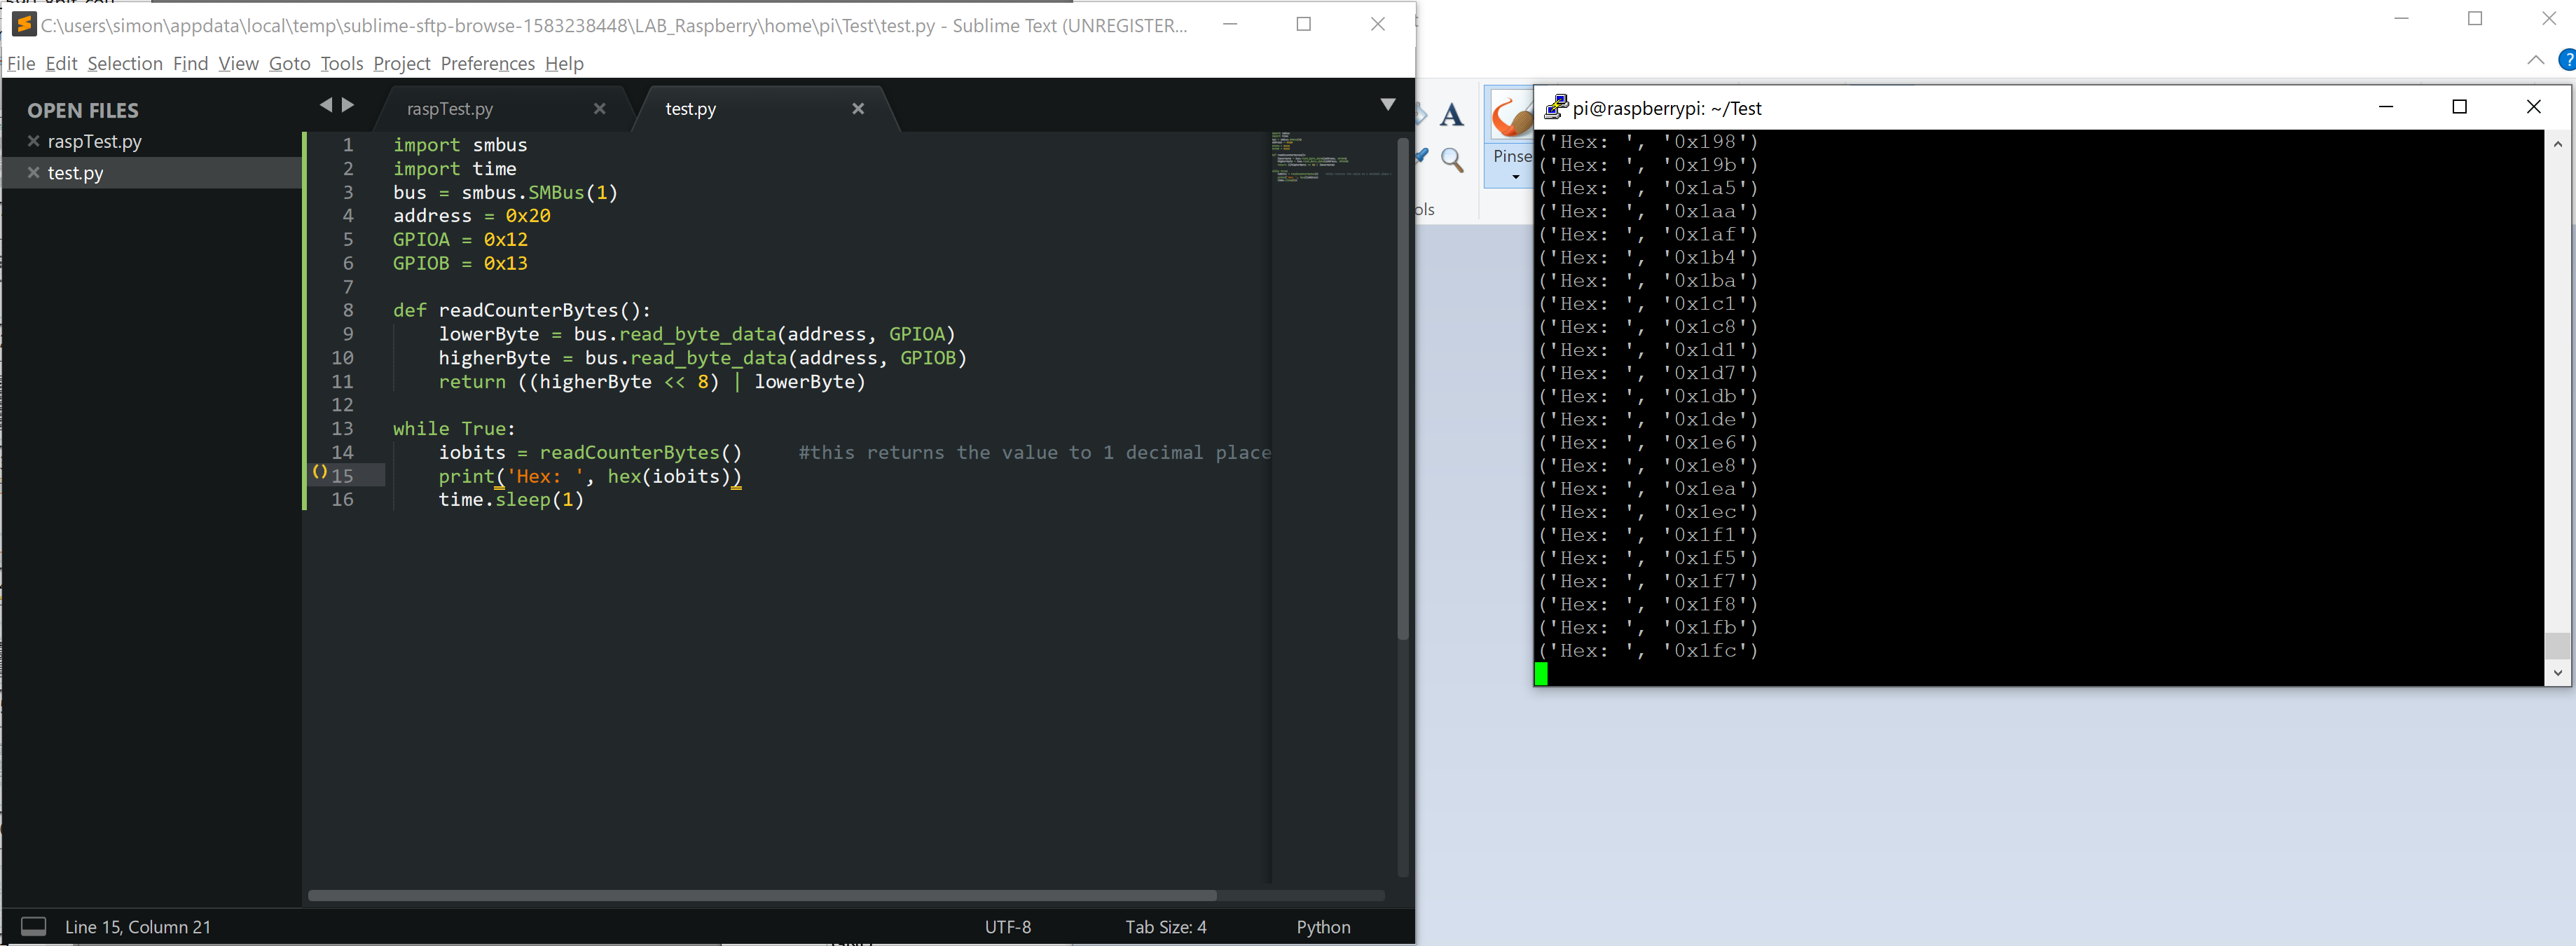 C:\users\simon\appdata\local\temp\sublime-sftp-browse-1583238448\LAB_Raspberry\home\pi\Test\test.py - Sublime Text (UNREGISTER...
File Edit Selection Find View Goto Tools Project Preferences Help
OPEN FILES
raspTest.py
test.py
raspTest.py
test.py
1 import smbus
2 import time
3 bus = smbus.SMBus(1)
4 address = 0x20
5 GPIOA = 0x12
6 GPIOB = 0x13
7
8 def readCounterBytes():
9 lowerByte = bus.read_byte_data(address, GPIOA)
10 higherByte = bus.read_byte_data(address, GPIOB)
11 return ((higherByte << 8) | lowerByte)
12
13 while True:
14 iobits = readCounterBytes() #this returns the value to 1 decimal place
15 print('Hex: ', hex(iobits))
16 time.sleep(1)
Line 15, Column 21
UTF-8
Tab Size: 4
Python
A
Pinse
ols
?
pi@raspberrypi: ~/Test
('Hex: ', '0x198')
('Hex: ', '0x19b')
('Hex: ', '0x1a5')
('Hex: ', '0x1aa')
('Hex: ', '0x1af')
('Hex: ', '0x1b4')
('Hex: ', '0x1ba')
('Hex: ', '0x1c1')
('Hex: ', '0x1c8')
('Hex: ', '0x1d1')
('Hex: ', '0x1d7')
('Hex: ', '0x1db')
('Hex: ', '0x1de')
('Hex: ', '0x1e6')
('Hex: ', '0x1e8')
('Hex: ', '0x1ea')
('Hex: ', '0x1ec')
('Hex: ', '0x1f1')
('Hex: ', '0x1f5')
('Hex: ', '0x1f7')
('Hex: ', '0x1f8')
('Hex: ', '0x1fb')
('Hex: ', '0x1fc')